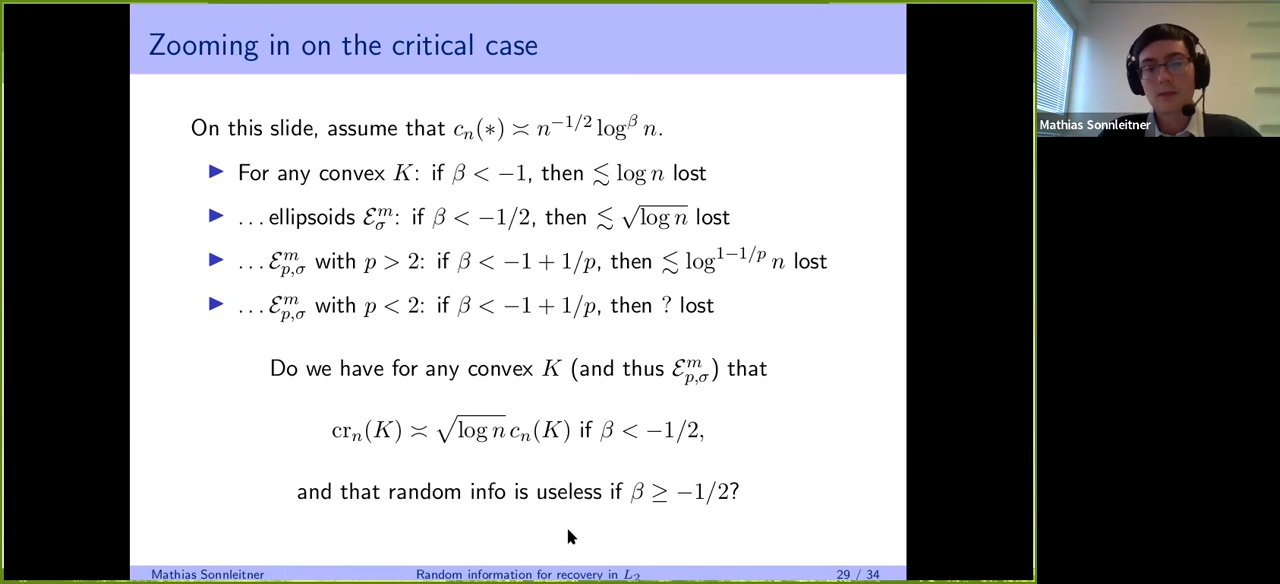 Zooming in on the critical case
On this slide, assume that cₙ(∗) ≍ n^{−1/2} log^β n.
▶ For any convex K: if β < −1, then ≲ log n lost
▶ …ellipsoids ℰ_σ^m: if β < −1/2, then ≲ √(log n) lost
▶ …ℰ_{p,σ}^m with p > 2: if β < −1 + 1/p, then ≲ log^{1−1/p} n lost
▶ …ℰ_{p,σ}^m with p < 2: if β < −1 + 1/p, then ? lost
Do we have for any convex K (and thus ℰ_{p,σ}^m) that
crₙ(K) ≍ √(log n) cₙ(K) if β < −1/2,
and that random info is useless if β ≥ −1/2?
Mathias Sonnleitner Random information for recovery in L₂ 29 / 34
Mathias Sonnleitner